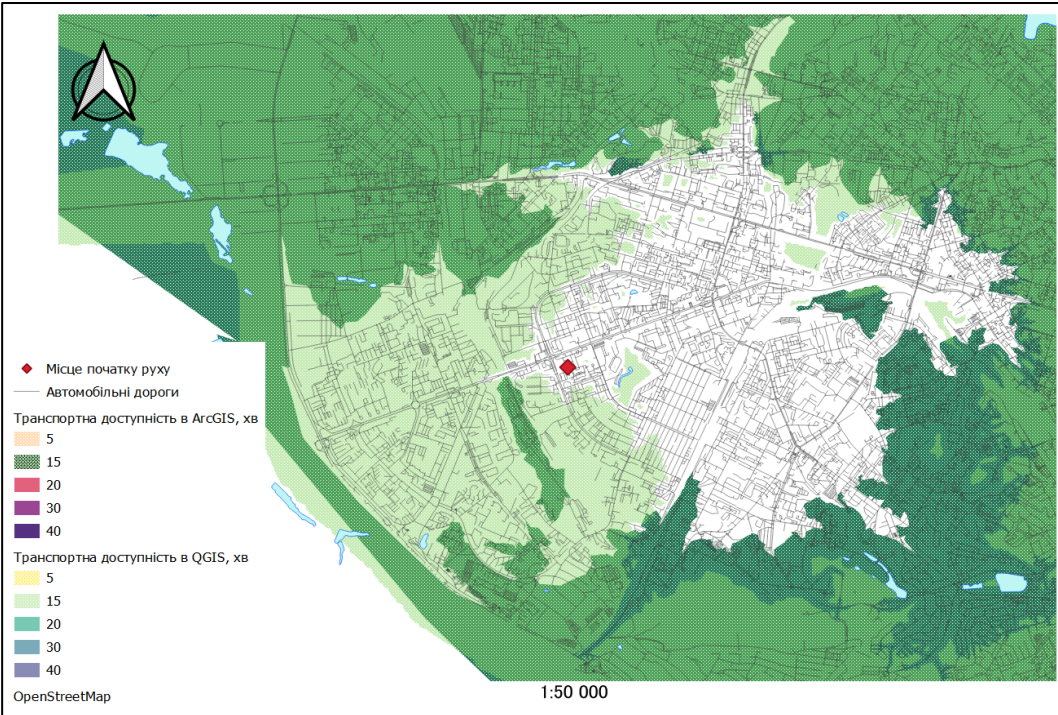 Місце початку руху
Автомобільні дороги
Транспортна доступність в ArcGIS, хв
5
15
20
30
40
Транспортна доступність в QGIS, хв
5
15
20
30
40
OpenStreetMap
1:50 000